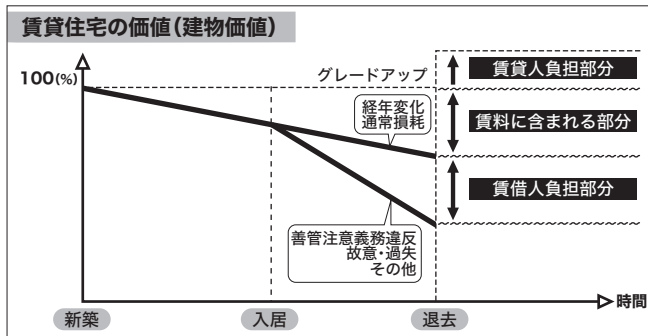 賃貸住宅の価値(建物価値)
100(%)
グレードアップ
賃貸人負担部分
経年変化
通常損耗
賃料に含まれる部分
賃借人負担部分
善管注意義務違反
故意・過失
その他
時間
新築
入居
退去